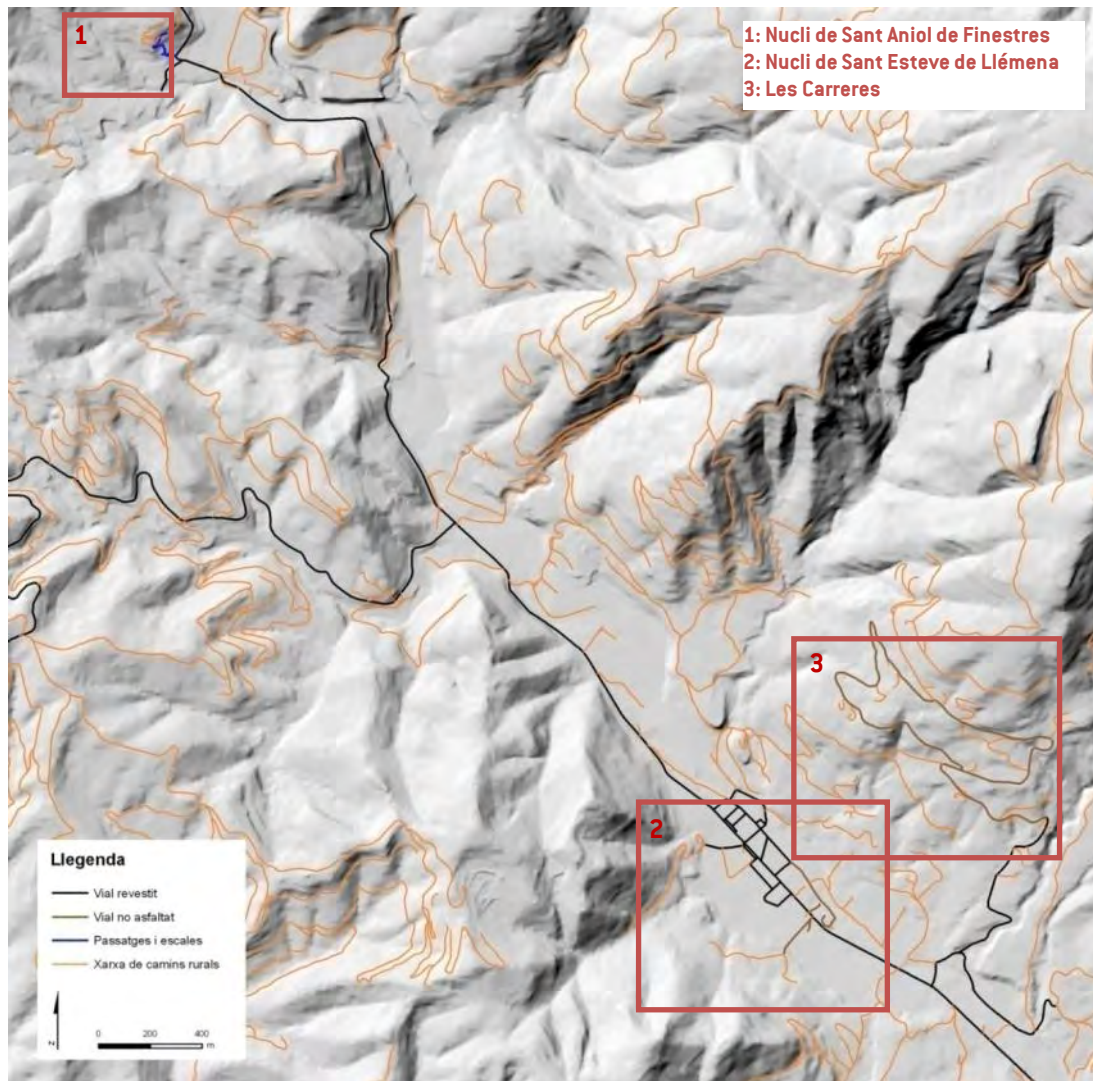 1
1: Nucli de Sant Aniol de Finestres
2: Nucli de Sant Esteve de Llémena
3: Les Carreres
3
2
Llegenda
Vial revestit
Vial no asfaltat
Passatges i escales
Xarxa de camins rurals
N
0 200 400
m